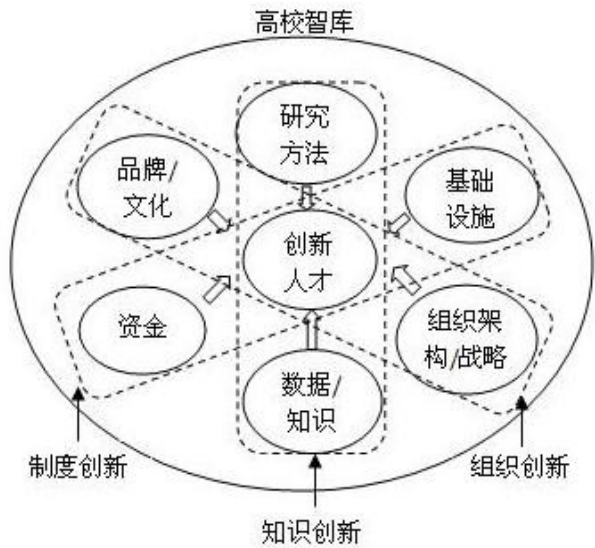 高校智库
研究
方法
品牌/
文化
基础
设施
创新
人才
资金
组织架
构/战略
数据/
知识
制度创新
组织创新
知识创新